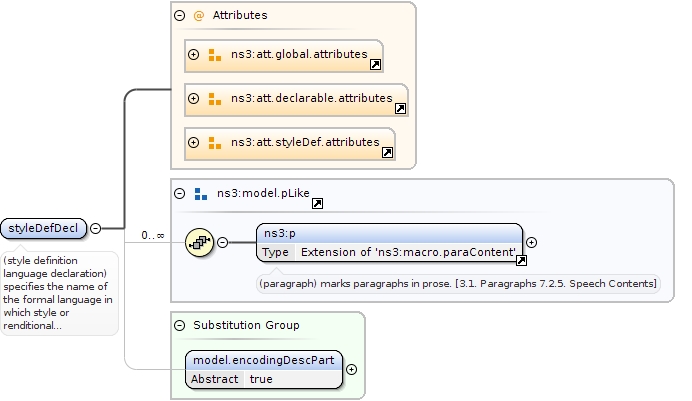 @ Attributes
ns3:att.global.attributes
ns3:att.declarable.attributes
ns3:att.styleDef.attributes
ns3:model.pLike
styleDefDecl
0..∞
ns3:p
Type Extension of 'ns3:macro.paraContent'
(style definition
language declaration)
specifies the name of
the formal language in
which style or
renditional...
(paragraph) marks paragraphs in prose. [3.1. Paragraphs 7.2.5. Speech Contents]
Substitution Group
model.encodingDescPart
Abstract true